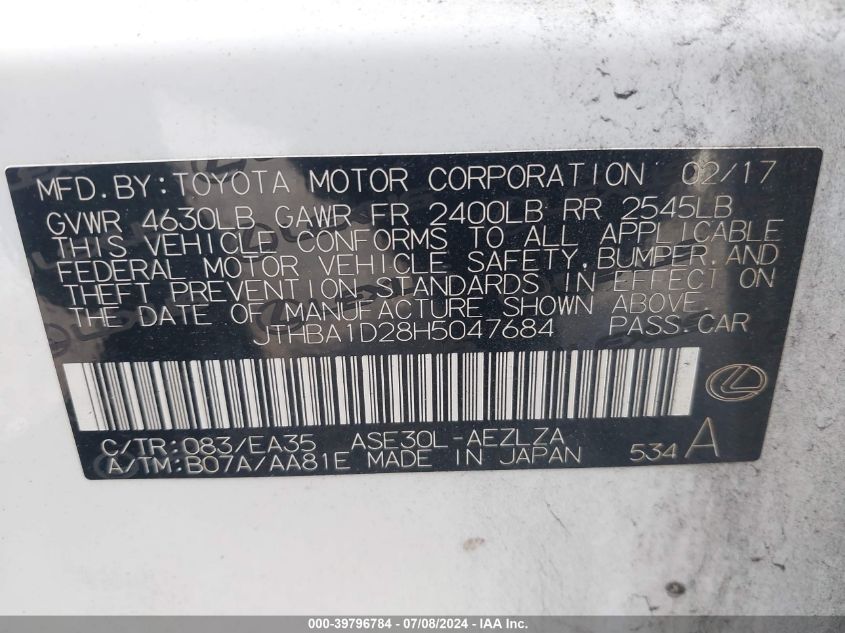 MFD.BY:TOYOTA MOTOR CORPORATION 02/17
GVWR 4630LB GAWR FR 2400LB RR 2545LB
THIS VEHICLE CONFORMS TO ALL APPLICABLE
FEDERAL MOTOR VEHICLE SAFETY,BUMPER,AND
THEFT PREVENTION STANDARDS IN EFFECT ON
THE DATE OF MANUFACTURE SHOWN ABOVE.
JTHBA1D28H5047684 PASS.CAR
C/TR:083/EA35 ASE30L-AEZLZA
A/TM:B07A/AA81E MADE IN JAPAN 534 A
000-39796784 - 07/08/2024 - IAA Inc.